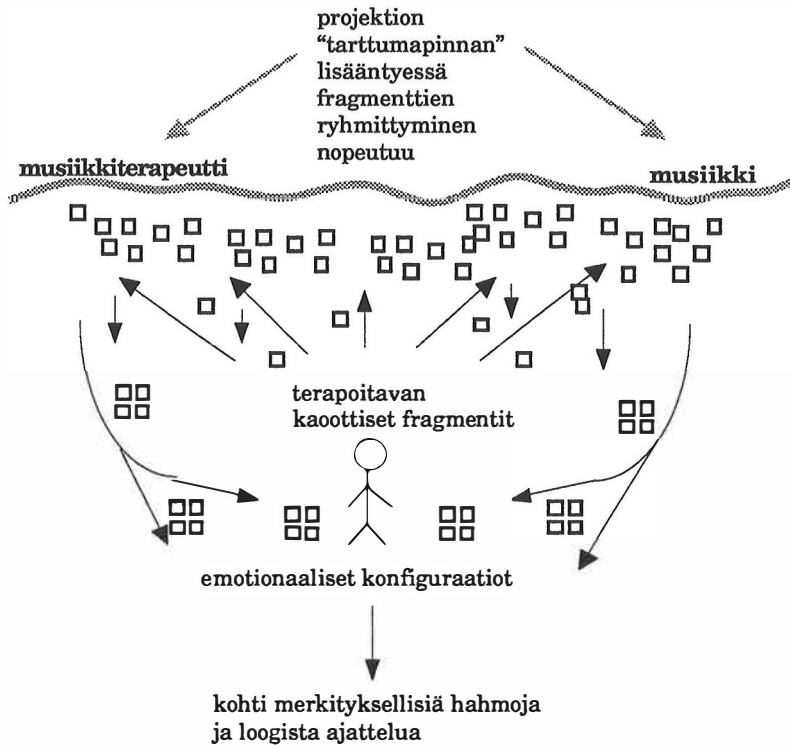 projektion
“tarttumapinnan”
lisääntyessä
fragmenttien
ryhmittyminen
nopeutuu
musiikkiterapeutti
musiikki
terapoitavan
kaoottiset fragmentit
emotionaaliset konfiguraatiot
kohti merkityksellisiä hahmoja
ja loogista ajattelua